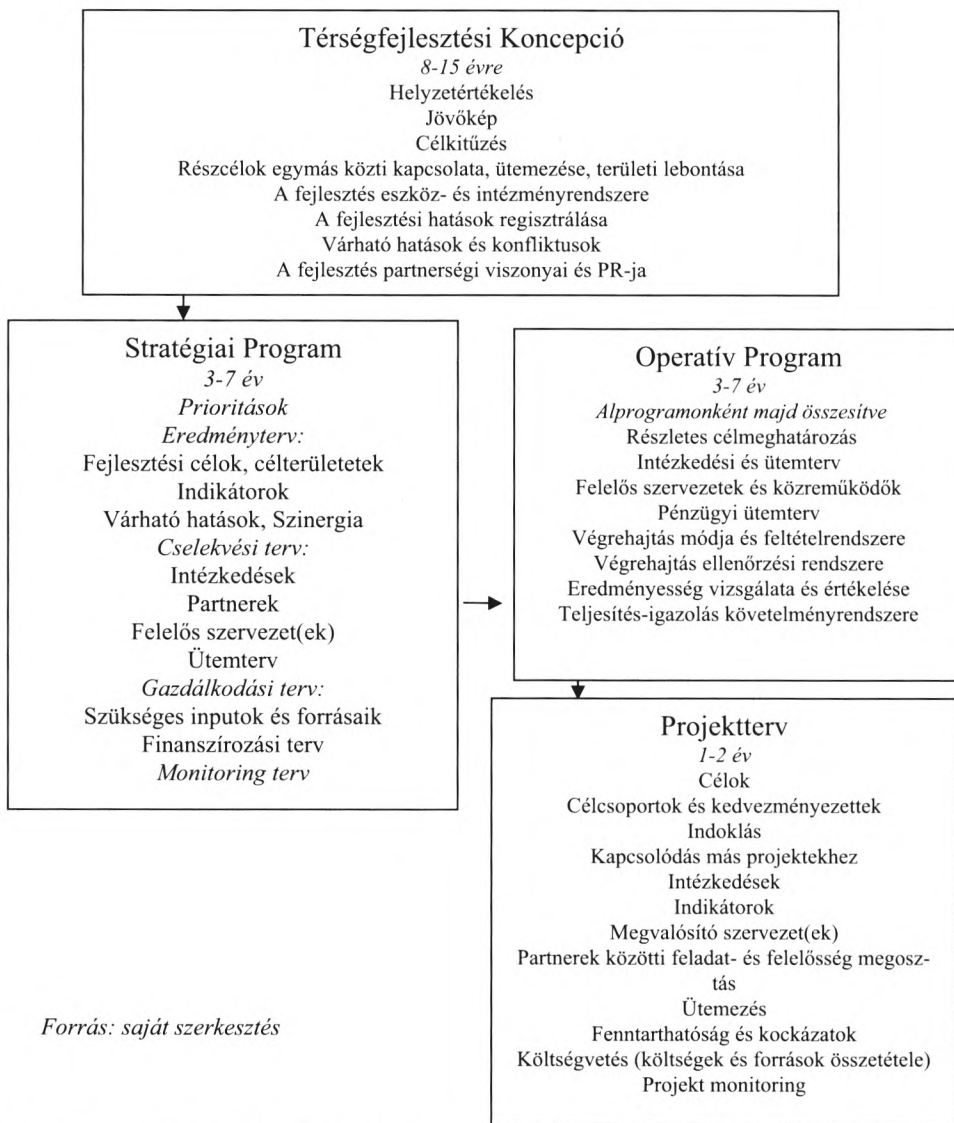 Térségfejlesztési Koncepció
8-15 évre
Helyzetértékelés
Jövőkép
Célkitűzés
Részcélok egymás közti kapcsolata, ütemezése, területi lebontása
A fejlesztés eszköz- és intézményrendszere
A fejlesztési hatások regisztrálása
Várható hatások és konfliktusok
A fejlesztés partnerségi viszonyai és PR-ja
Stratégiai Program
3-7 év
Prioritások
Eredményterv:
Fejlesztési célok, célterületetek
Indikátorok
Várható hatások, Szinergia
Cselekvési terv:
Intézkedések
Partnerek
Felelős szervezet(ek)
Ütemterv
Gazdálkodási terv:
Szükséges inputok és forrásaik
Finanszírozási terv
Monitoring terv
Operatív Program
3-7 év
Alprogramonként majd összesítve
Részletes célmeghatározás
Intézkedési és ütemterv
Felelős szervezetek és közreműködők
Pénzügyi ütemterv
Végrehajtás módja és feltételrendszere
Végrehajtás ellenőrzési rendszere
Eredményesség vizsgálata és értékelése
Teljesítés-igazolás követelményrendszere
Projektterv
1-2 év
Célok
Célcsoportok és kedvezményezettek
Indoklás
Kapcsolódás más projektekhez
Intézkedések
Indikátorok
Megvalósító szervezet(ek)
Partnerek közötti feladat- és felelősség megosz-
tás
Ütemezés
Fenntarthatóság és kockázatok
Költségvetés (költségek és források összetétele)
Projekt monitoring
Forrás: saját szerkesztés